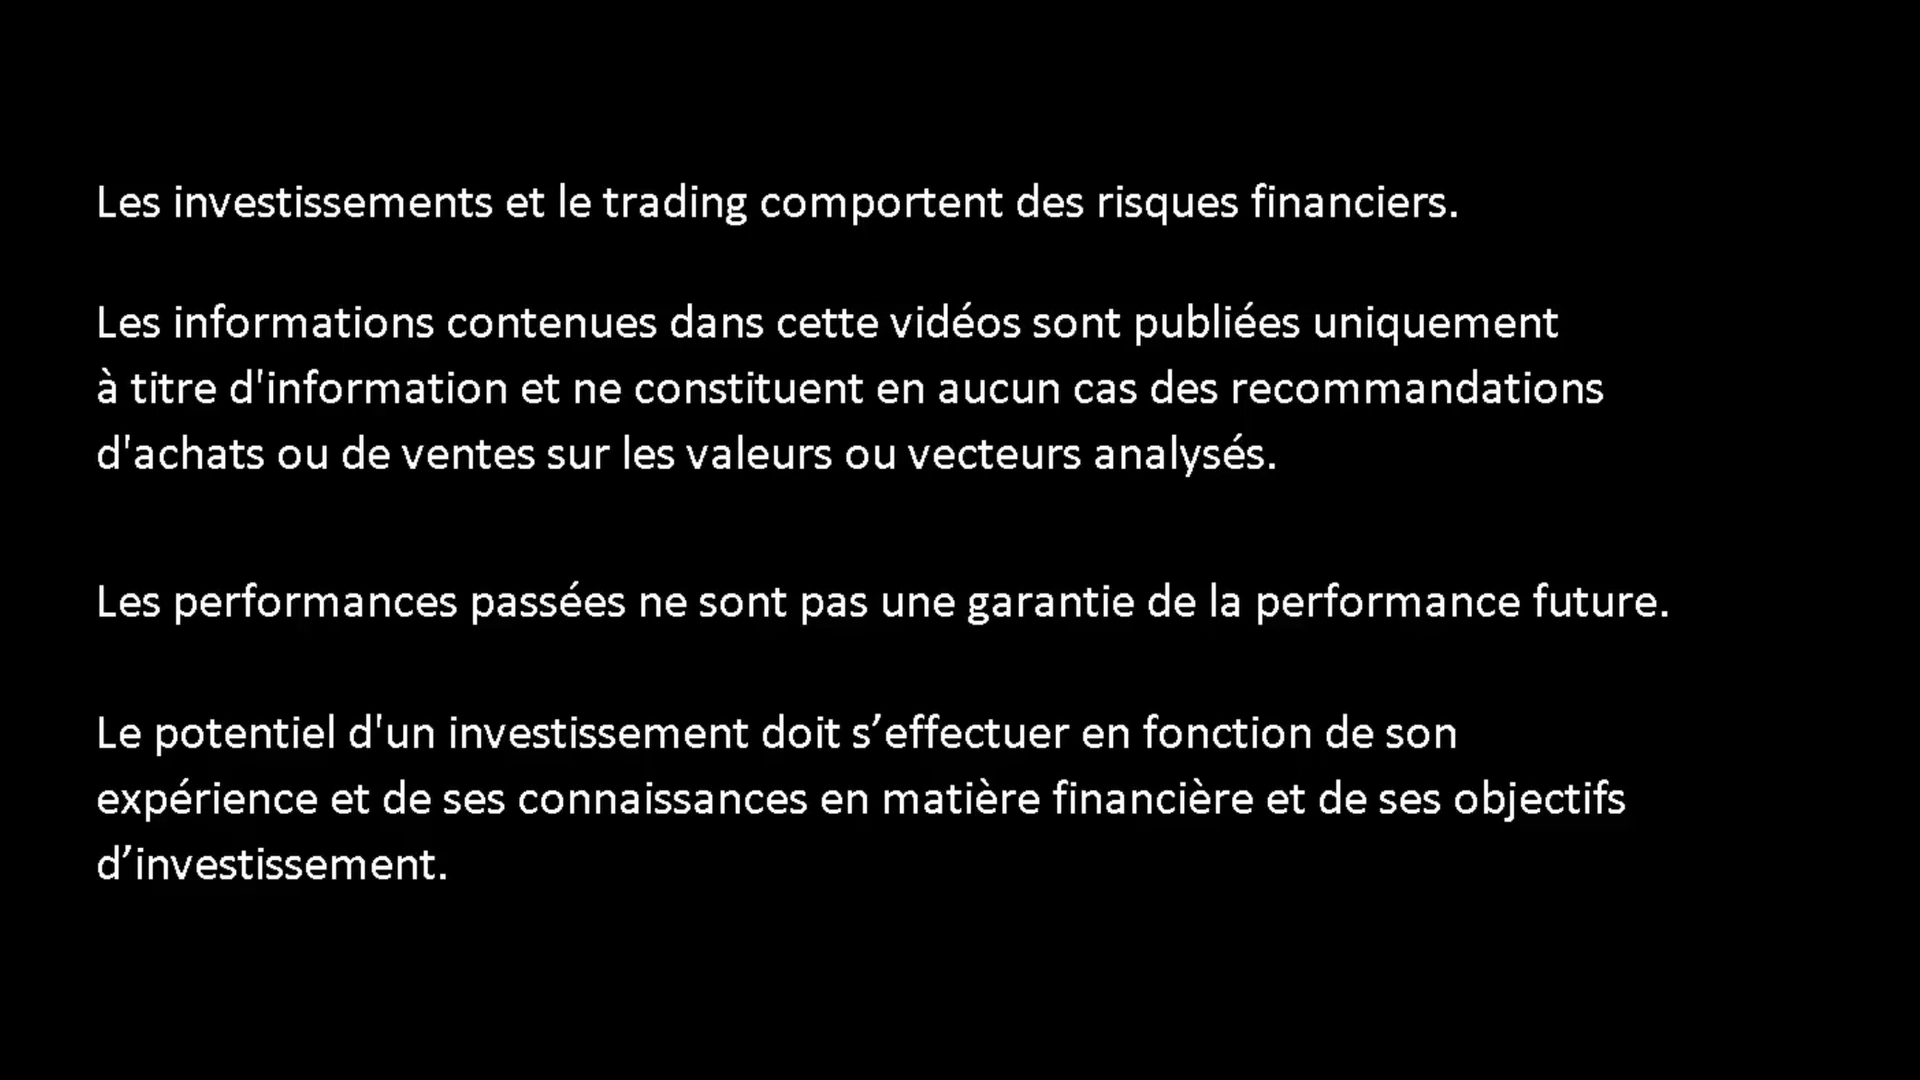 Les investissements et le trading comportent des risques financiers.
Les informations contenues dans cette vidéos sont publiées uniquement
à titre d'information et ne constituent en aucun cas des recommandations
d'achats ou de ventes sur les valeurs ou vecteurs analysés.
Les performances passées ne sont pas une garantie de la performance future.
Le potentiel d'un investissement doit s’effectuer en fonction de son
expérience et de ses connaissances en matière financière et de ses objectifs
d’investissement.